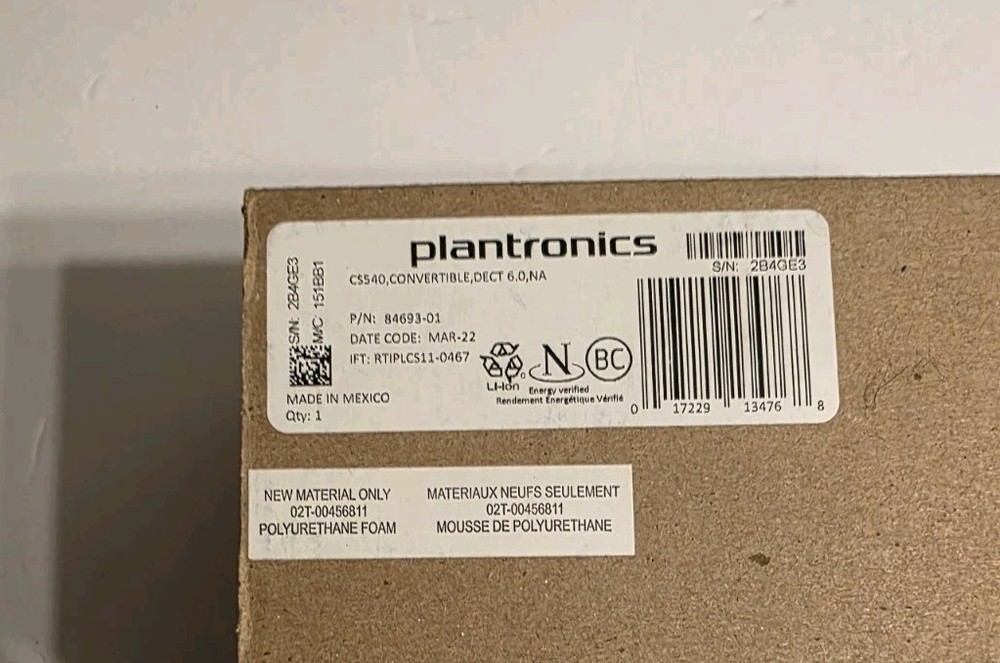 plantronics
CS540,CONVERTIBLE,DECT 6.0,NA
S/N: 2B4GE3
S/N: 2B4GE3
M/C: 151BB1
P/N: 84693-01
DATE CODE: MAR-22
IFT: RTIPLCS11-0467
MADE IN MEXICO
Qty: 1
LI-Ion
N
Energy verified
Rendement Énergétique Vérifié
BC
0 17229 13476 8
NEW MATERIAL ONLY
02T-00456811
POLYURETHANE FOAM
MATERIAUX NEUFS SEULEMENT
02T-00456811
MOUSSE DE POLYURETHANE